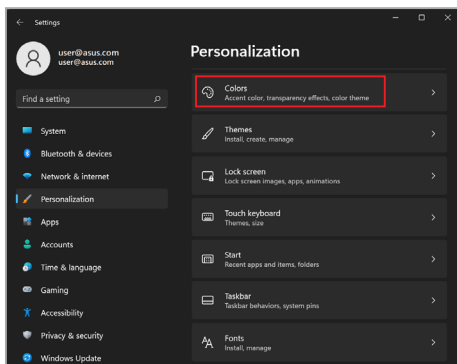 Settings
user@asus.com
user@asus.com
Find a setting
System
Bluetooth & devices
Network & internet
Personalization
Apps
Accounts
Time & language
Gaming
Accessibility
Privacy & security
Windows Update
Personalization
Colors
Accent color, transparency effects, color theme
Themes
Install, create, manage
Lock screen
Lock screen images, apps, animations
Touch keyboard
Themes, size
Start
Recent apps and items, folders
Taskbar
Taskbar behaviors, system pins
Fonts
Install, manage